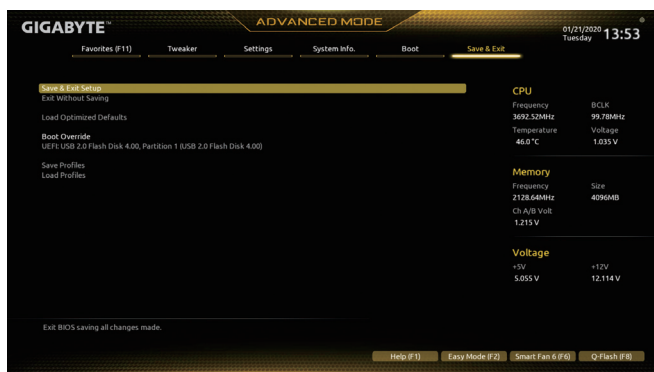 GIGABYTE™
ADVANCED MODE
01/21/2020
Tuesday
13:53
Favorites (F11) Tweaker Settings System Info. Boot Save & Exit
Save & Exit Setup
Exit Without Saving
Load Optimized Defaults
Boot Override
UEFI: USB 2.0 Flash Disk 4.00, Partition 1 (USB 2.0 Flash Disk 4.00)
Save Profiles
Load Profiles
CPU
Frequency BCLK
3692.52MHz 99.78MHz
Temperature Voltage
46.0 °C 1.035 V
Memory
Frequency Size
2128.64MHz 4096MB
Ch A/B Volt
1.215 V
Voltage
+5V +12V
5.055 V 12.114 V
Exit BIOS saving all changes made.
Help (F1) Easy Mode (F2) Smart Fan 6 (F6) Q-Flash (F8)